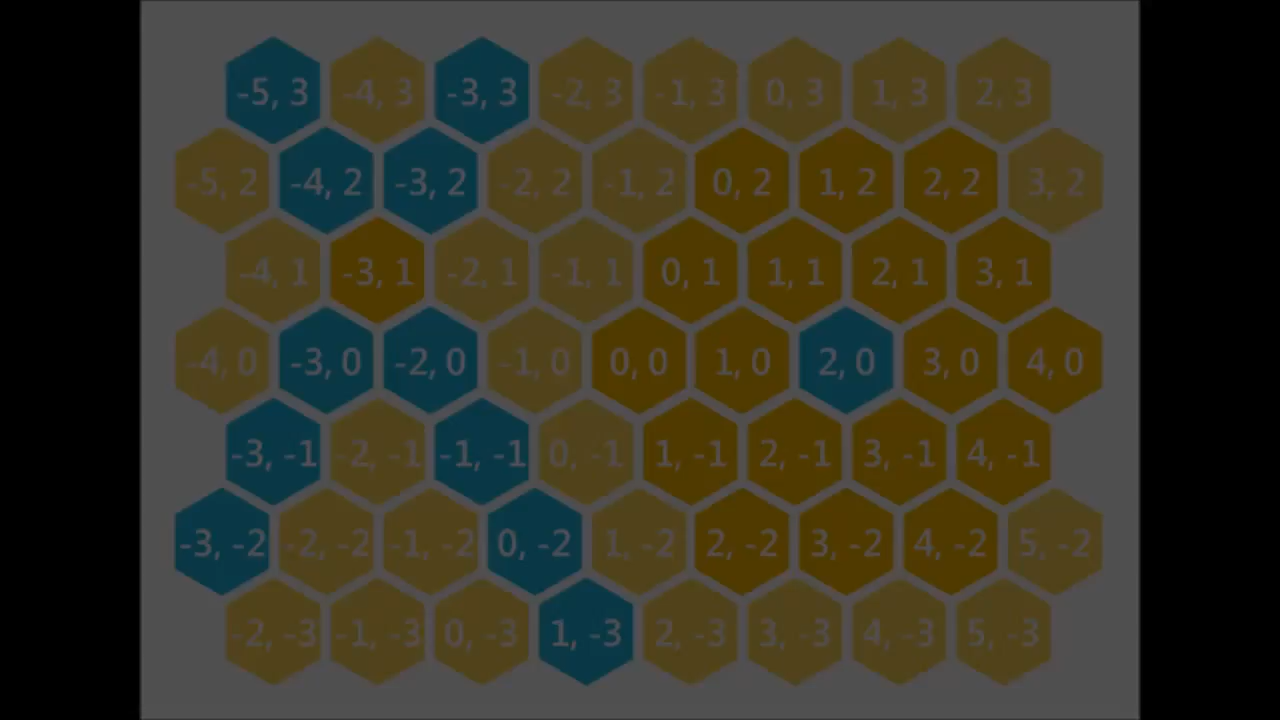 -5, 3 -4, 3 -3, 3 -2, 3 -1, 3 0, 3 1, 3 2, 3
-5, 2 -4, 2 -3, 2 -2, 2 -1, 2 0, 2 1, 2 2, 2 3, 2
-4, 1 -3, 1 -2, 1 -1, 1 0, 1 1, 1 2, 1 3, 1
-4, 0 -3, 0 -2, 0 -1, 0 0, 0 1, 0 2, 0 3, 0 4, 0
-3, -1 -2, -1 -1, -1 0, -1 1, -1 2, -1 3, -1 4, -1
-3, -2 -2, -2 -1, -2 0, -2 1, -2 2, -2 3, -2 4, -2 5, -2
-2, -3 -1, -3 0, -3 1, -3 2, -3 3, -3 4, -3 5, -3